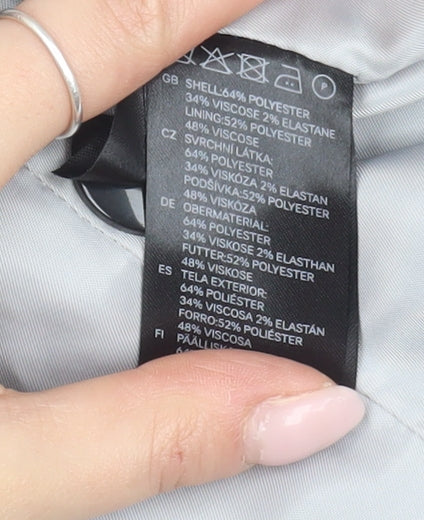 P
GB SHELL:64% POLYESTER
34% VISCOSE 2% ELASTANE
LINING:52% POLYESTER
48% VISCOSE
CZ SVRCHNÍ LÁTKA:
64% POLYESTER
34% VISKÓZA 2% ELASTAN
PODŠÍVKA:52% POLYESTER
48% VISKÓZA
DE OBERMATERIAL:
64% POLYESTER
34% VISKOSE 2% ELASTHAN
FUTTER:52% POLYESTER
48% VISKOSE
ES TELA EXTERIOR:
64% POLIÉSTER
34% VISCOSA 2% ELASTÁN
FORRO:52% POLIÉSTER
48% VISCOSA
FI